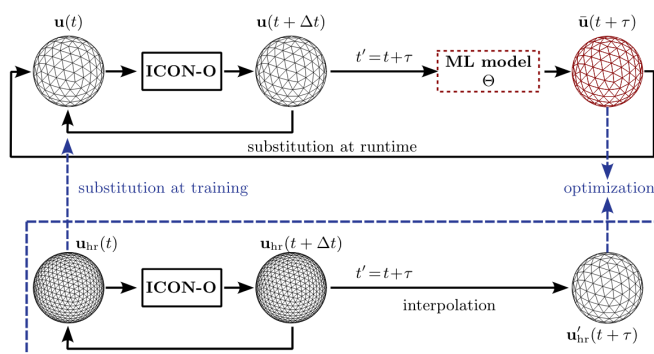 u(t)
u(t + Δt)
ū(t + τ)
ICON-O
t′ = t+τ
ML model
Θ
substitution at runtime
substitution at training
optimization
u_hr(t)
u_hr(t + Δt)
ICON-O
t′ = t+τ
interpolation
u′_hr(t + τ)